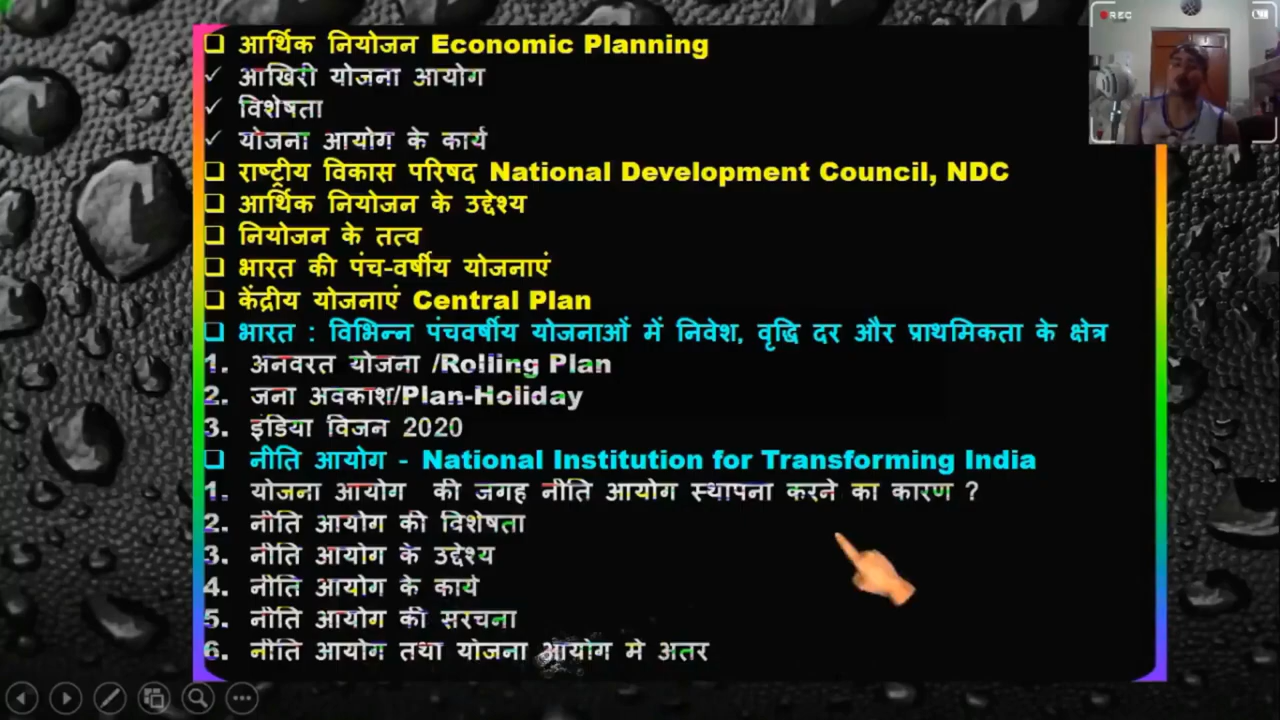 REC
❑ आर्थिक नियोजन Economic Planning
✓ आखिरी योजना आयोग
✓ विशेषता
✓ योजना आयोग के कार्य
❑ राष्ट्रीय विकास परिषद National Development Council, NDC
❑ आर्थिक नियोजन के उद्देश्य
❑ नियोजन के तत्व
❑ भारत की पंच-वर्षीय योजनाएं
❑ केंद्रीय योजनाएं Central Plan
❑ भारत : विभिन्न पंचवर्षीय योजनाओं में निवेश, वृद्धि दर और प्राथमिकता के क्षेत्र
1. अनवरत योजना /Rolling Plan
2. जना अवकाश/Plan-Holiday
3. इंडिया विजन 2020
❑ नीति आयोग - National Institution for Transforming India
1. योजना आयोग की जगह नीति आयोग स्थापना करने का कारण ?
2. नीति आयोग की विशेषता
3. नीति आयोग के उद्देश्य
4. नीति आयोग के कार्य
5. नीति आयोग की सरचना
6. नीति आयोग तथा योजना आयोग मे अतर